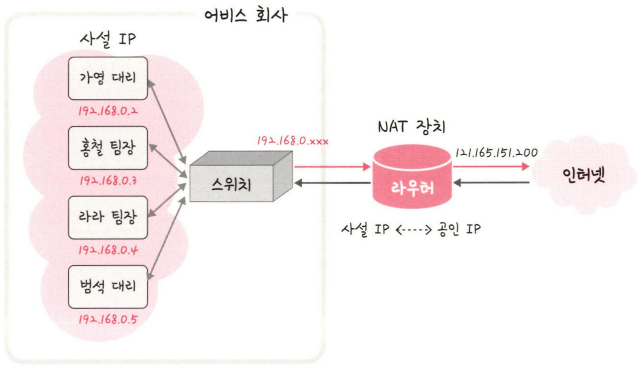 어비스 회사
사설 IP
가영 대리
192.168.0.2
홍철 팀장
192.168.0.3
라라 팀장
192.168.0.4
범석 대리
192.168.0.5
스위치
192.168.0.xxx
NAT 장치
라우터
121.165.151.200
인터넷
사설 IP <----> 공인 IP